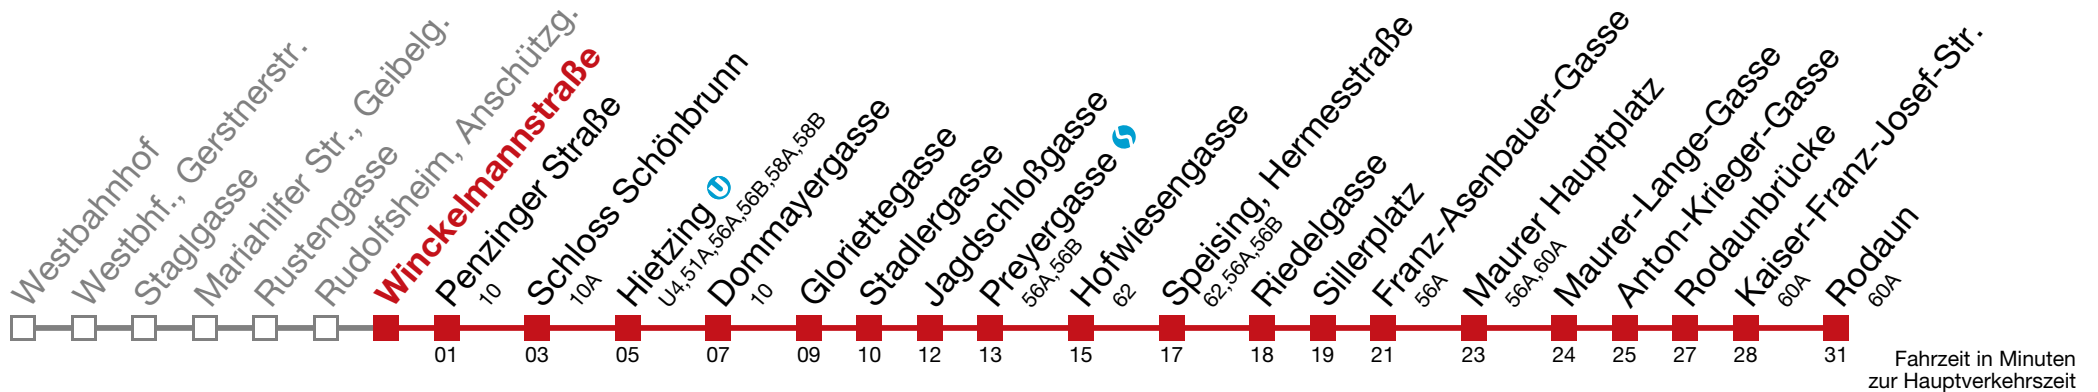 Westbahnhof
Westbhf., Gerstnerstr.
Staglgasse
Mariahilfer Str., Geibelg.
Rustengasse
Rudolfsheim, Anschützg.
Winckelmannstraße
Penzinger Straße
10
Schloss Schönbrunn
10A
Hietzing U
U4,51A,56A,56B,58A,58B
Dommayergasse
10
Gloriettegasse
Stadlergasse
Jagdschloßgasse
Preyergasse S
56A,56B
Hofwiesengasse
62
Speising, Hermesstraße
62,56A,56B
Riedelgasse
Sillerplatz
Franz-Asenbauer-Gasse
56A
Maurer Hauptplatz
56A,60A
Maurer-Lange-Gasse
Anton-Krieger-Gasse
Rodaunbrücke
Kaiser-Franz-Josef-Str.
60A
Rodaun
60A
01 03 05 07 09 10 12 13 15 17 18 19 21 23 24 25 27 28 31
Fahrzeit in Minuten
zur Hauptverkehrszeit